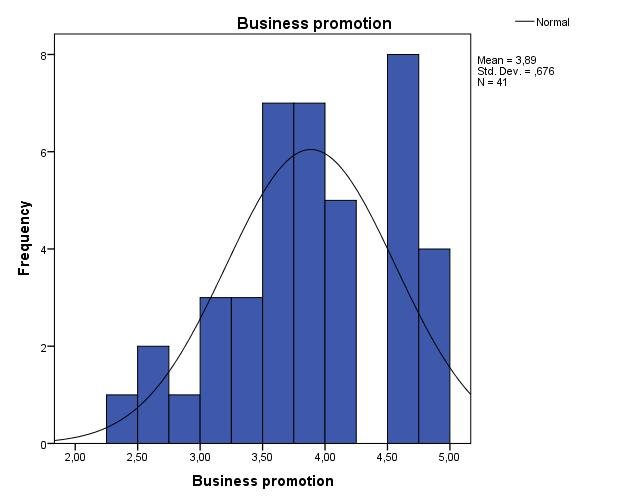 Business promotion
Normal
Mean = 3,89
Std. Dev. = ,676
N = 41
8
6
4
2
0
Frequency
2,00 2,50 3,00 3,50 4,00 4,50 5,00
Business promotion